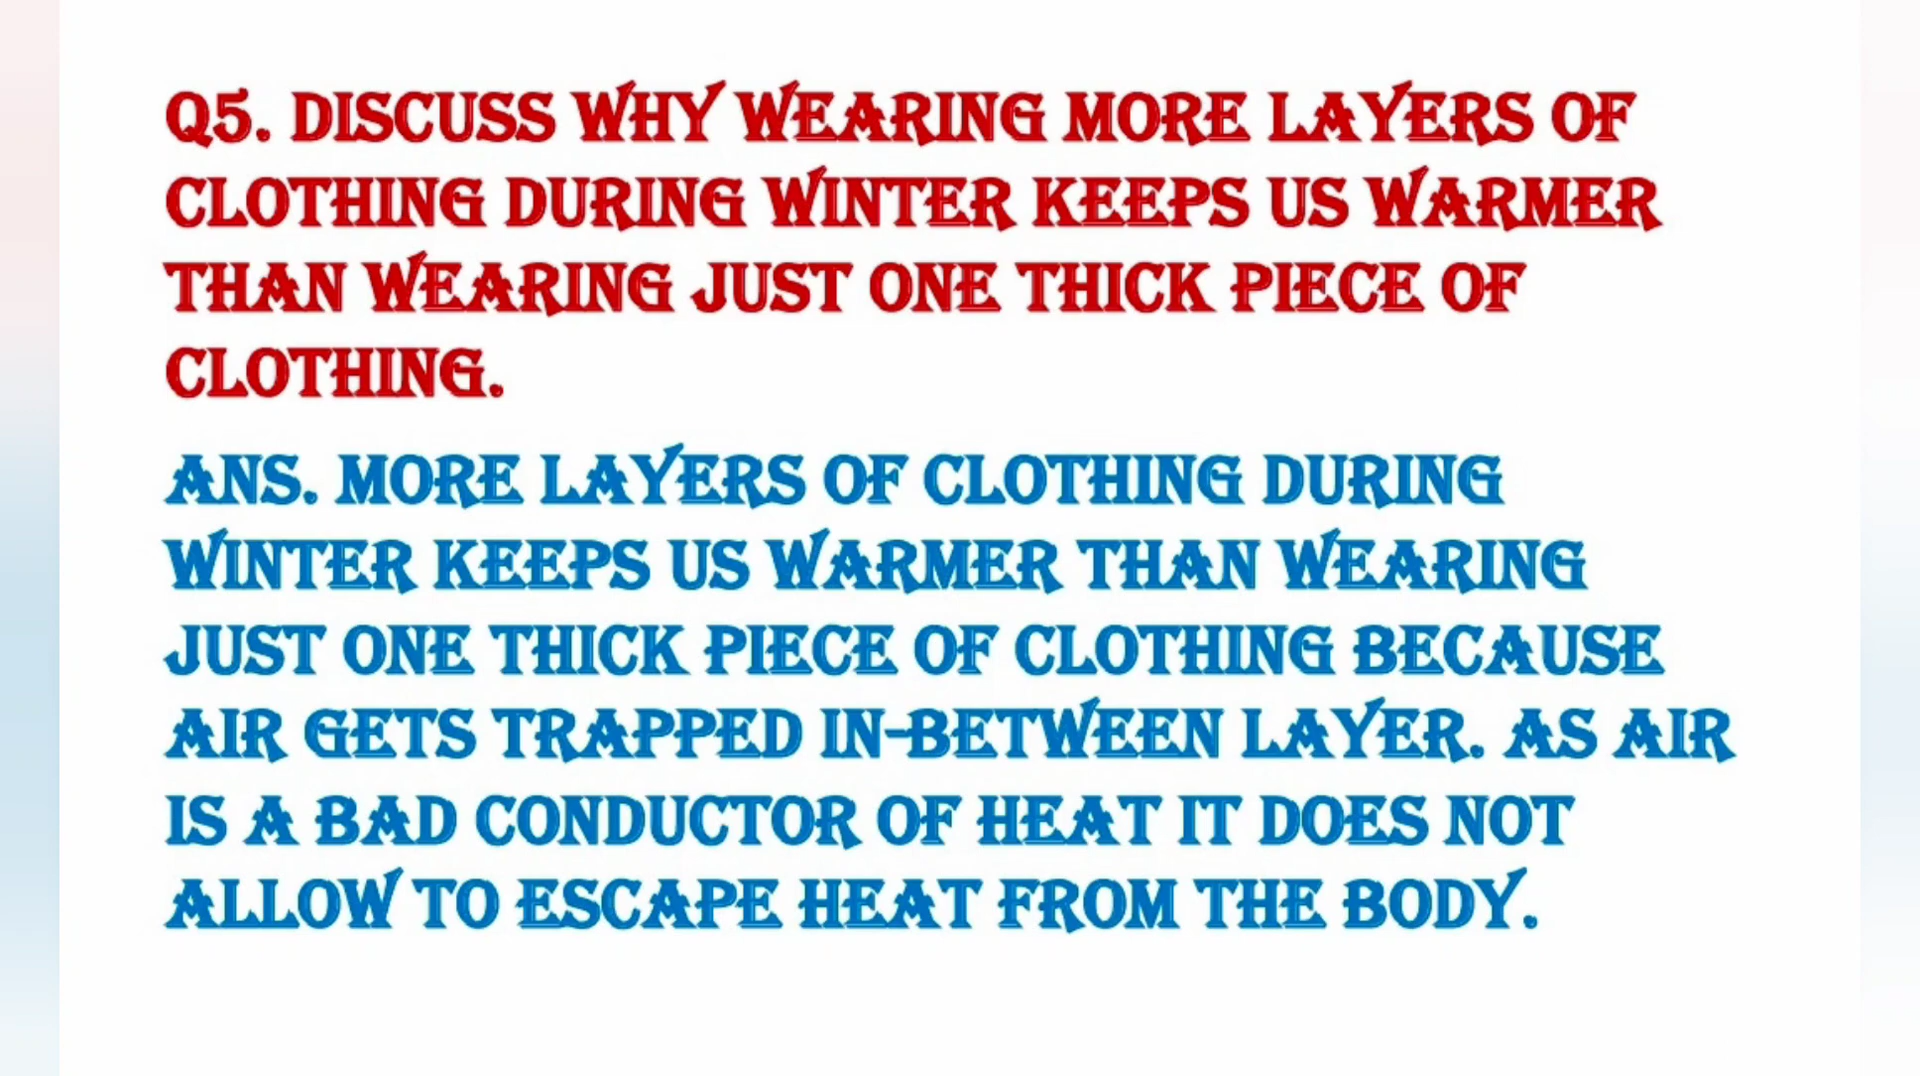 Q5. DISCUSS WHY WEARING MORE LAYERS OF
CLOTHING DURING WINTER KEEPS US WARMER
THAN WEARING JUST ONE THICK PIECE OF
CLOTHING.
ANS. MORE LAYERS OF CLOTHING DURING
WINTER KEEPS US WARMER THAN WEARING
JUST ONE THICK PIECE OF CLOTHING BECAUSE
AIR GETS TRAPPED IN-BETWEEN LAYER. AS AIR
IS A BAD CONDUCTOR OF HEAT IT DOES NOT
ALLOW TO ESCAPE HEAT FROM THE BODY.